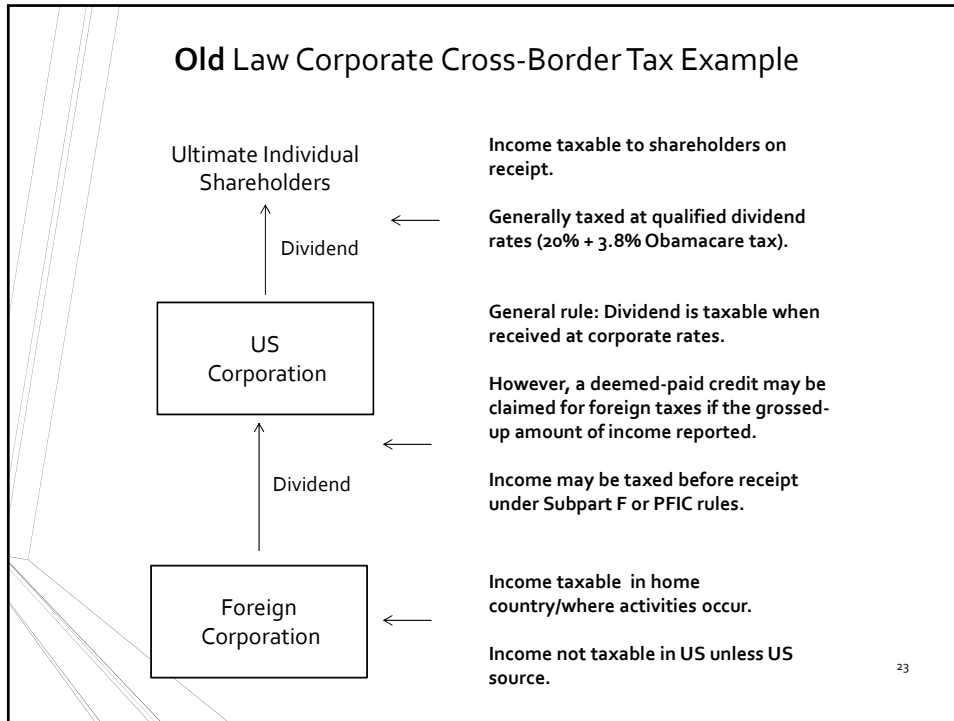 Old Law Corporate Cross-Border Tax Example
Ultimate Individual
Shareholders
Dividend
US
Corporation
Dividend
Foreign
Corporation
Income taxable to shareholders on
receipt.
Generally taxed at qualified dividend
rates (20% + 3.8% Obamacare tax).
General rule: Dividend is taxable when
received at corporate rates.
However, a deemed-paid credit may be
claimed for foreign taxes if the grossed-
up amount of income reported.
Income may be taxed before receipt
under Subpart F or PFIC rules.
Income taxable in home
country/where activities occur.
Income not taxable in US unless US
source.
23